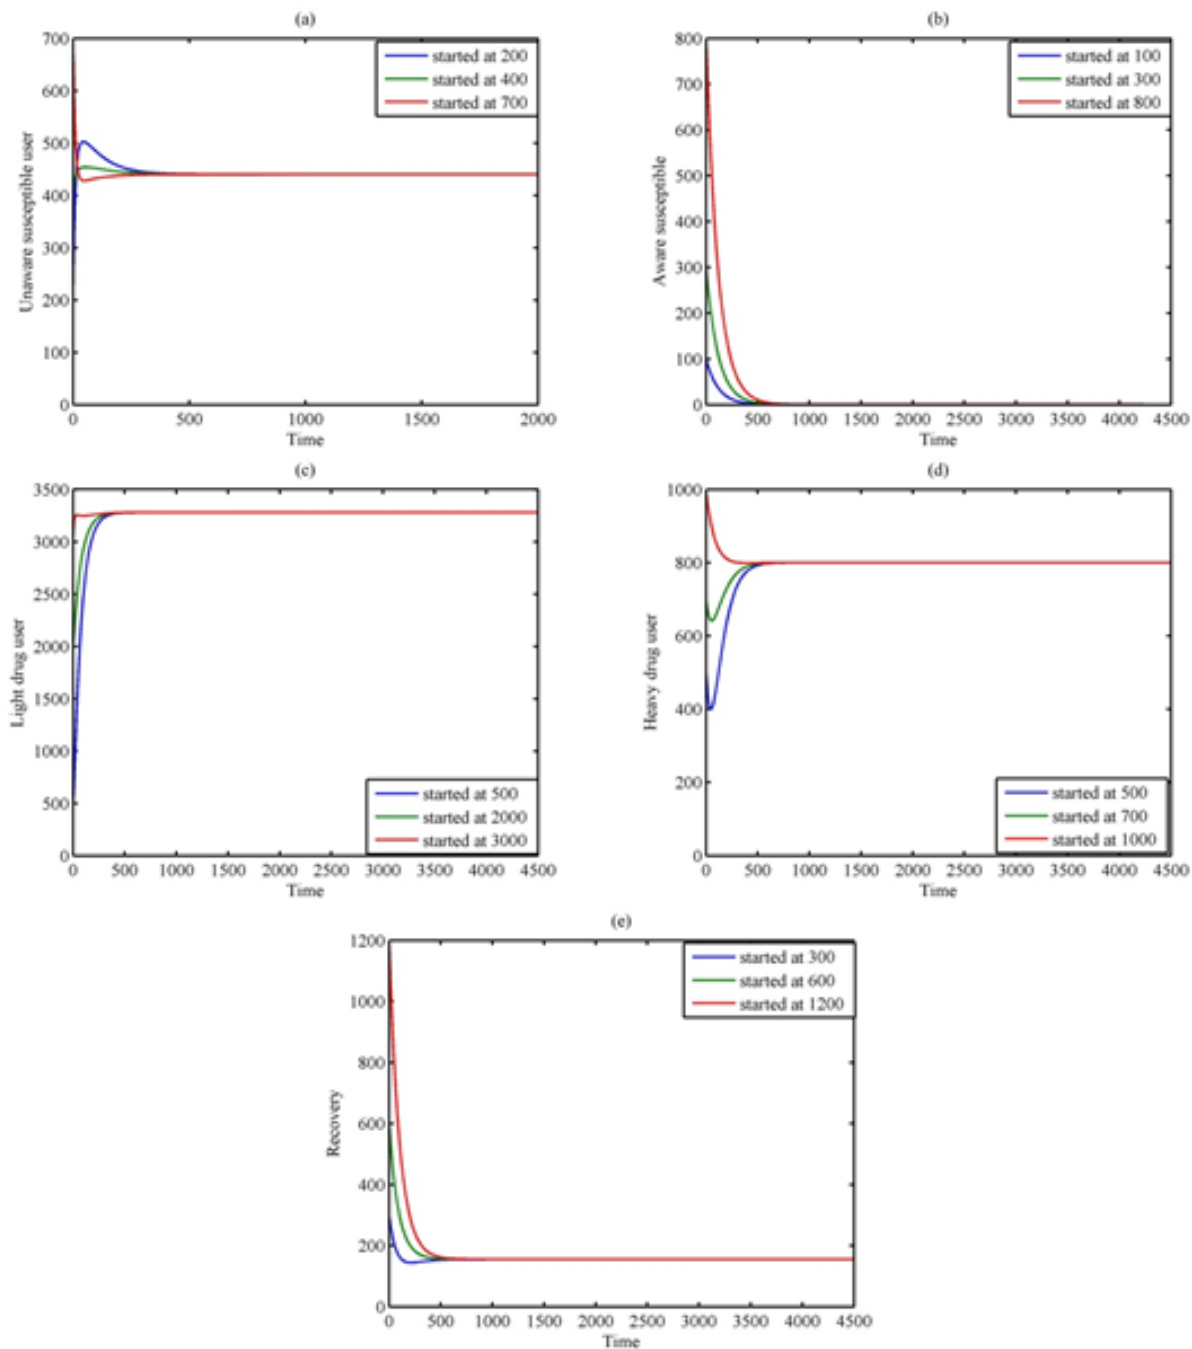 (a)
700
600
500
400
300
200
100
0
Unaware susceptible user
started at 200
started at 400
started at 700
0 500 1000 1500 2000
Time
(b)
800
700
600
500
400
300
200
100
0
Aware susceptible
started at 100
started at 300
started at 800
0 500 1000 1500 2000 2500 3000 3500 4000 4500
Time
(c)
3500
3000
2500
2000
1500
1000
500
0
Light drug user
started at 500
started at 2000
started at 3000
0 500 1000 1500 2000 2500 3000 3500 4000 4500
Time
(d)
1000
800
600
400
200
0
Heavy drug user
started at 500
started at 700
started at 1000
0 500 1000 1500 2000 2500 3000 3500 4000 4500
Time
(e)
1200
1000
800
600
400
200
0
Recovery
started at 300
started at 600
started at 1200
0 500 1000 1500 2000 2500 3000 3500 4000 4500
Time